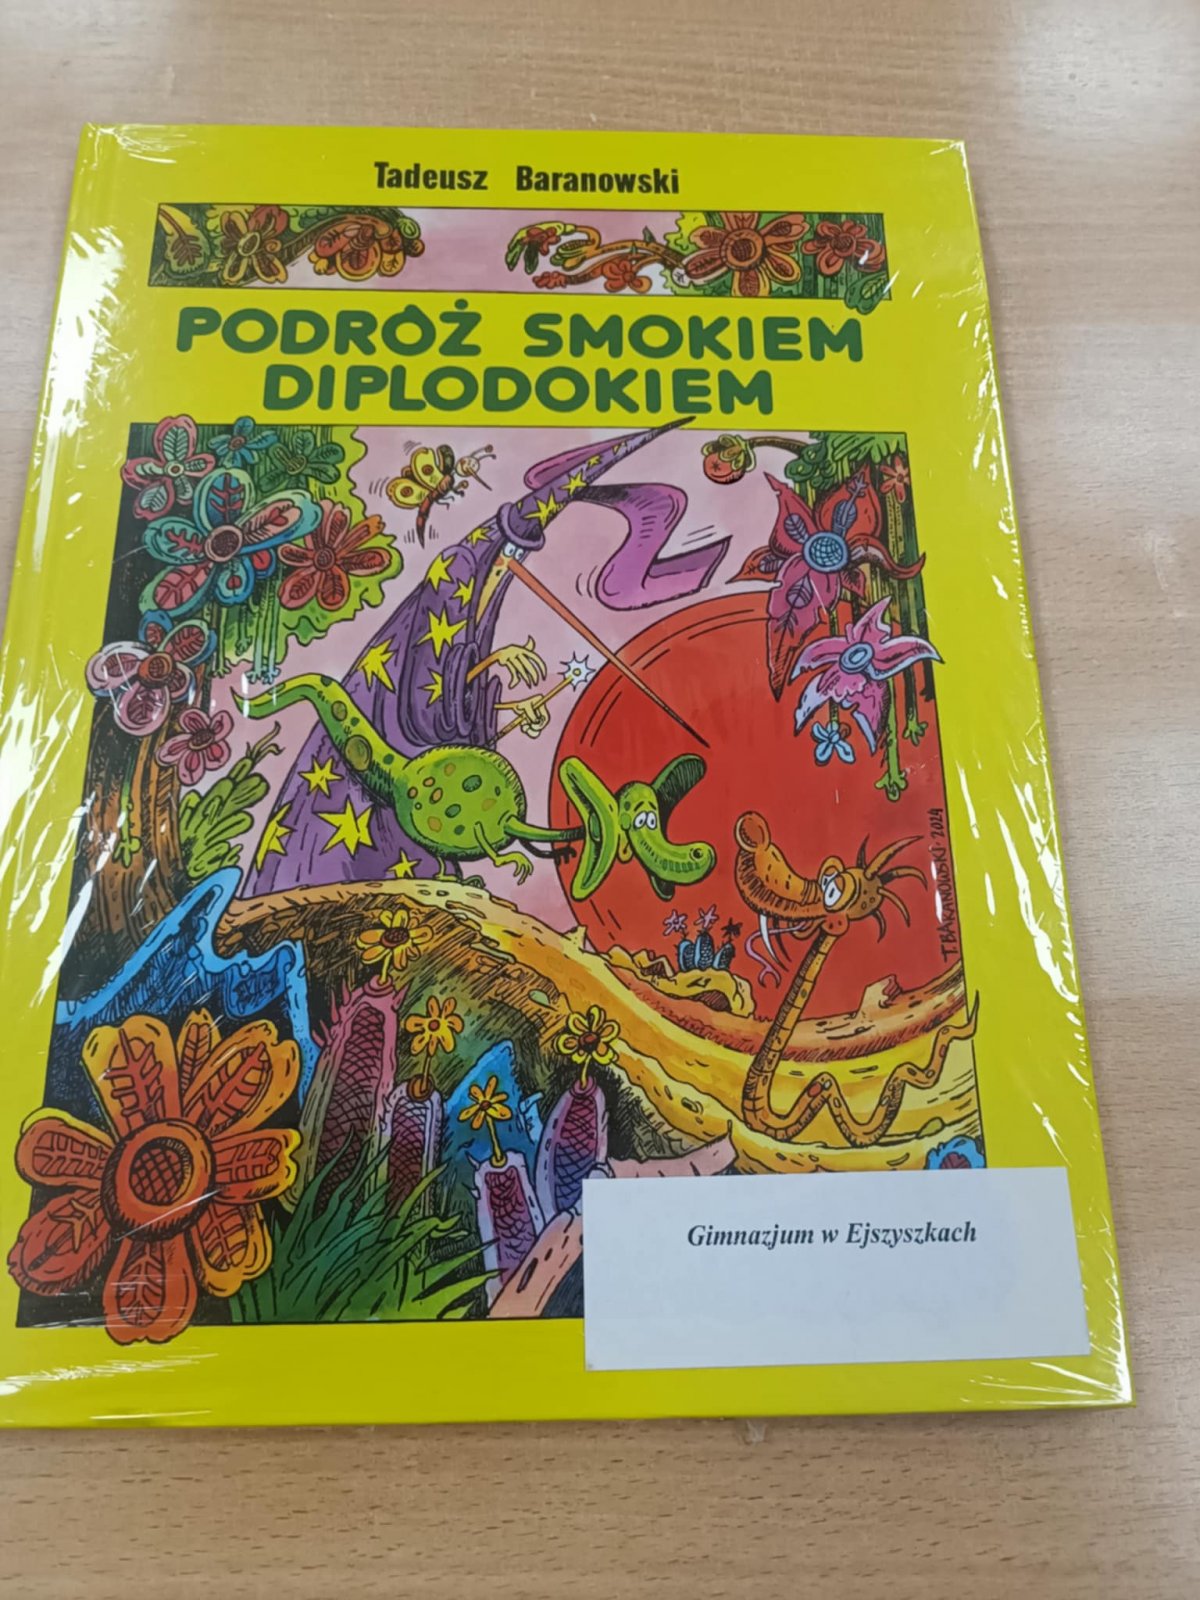 Tadeusz Baranowski
PODRÓŻ SMOKIEM
DIPLODOKIEM
T. BARANOWSKI. 2024
Gimnazjum w Ejszyszkach